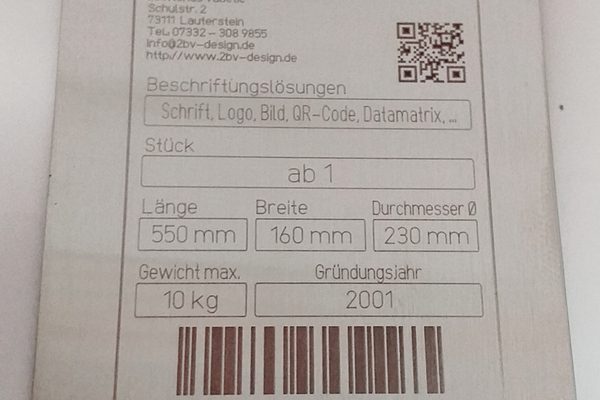 Schulstr. 2
73111 Lauterstein
Tel. 07332 - 308 9855
Info@2bv-design.de
http://www.2bv-design.de
Beschriftungslösungen
Schrift, Logo, Bild, QR-Code, Datamatrix, ...
Stück
ab 1
Länge Breite Durchmesser Ø
550 mm 160 mm 230 mm
Gewicht max. Gründungsjahr
10 kg 2001